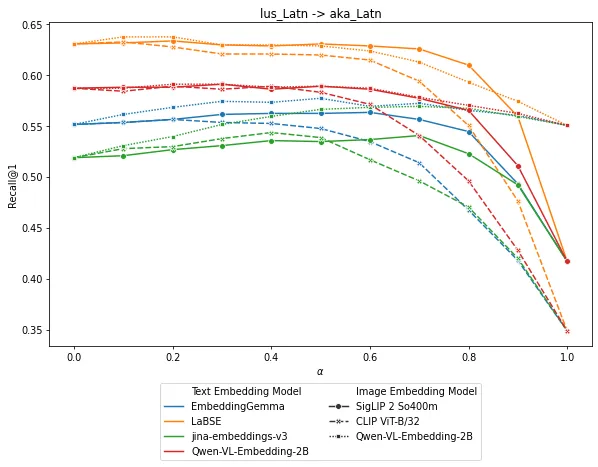 lus_Latn -> aka_Latn
Recall@1
0.65
0.60
0.55
0.50
0.45
0.40
0.35
0.0
0.2
0.4
0.6
0.8
1.0
α
Text Embedding Model
EmbeddingGemma
LaBSE
jina-embeddings-v3
Qwen-VL-Embedding-2B
Image Embedding Model
SigLIP 2 So400m
CLIP ViT-B/32
Qwen-VL-Embedding-2B